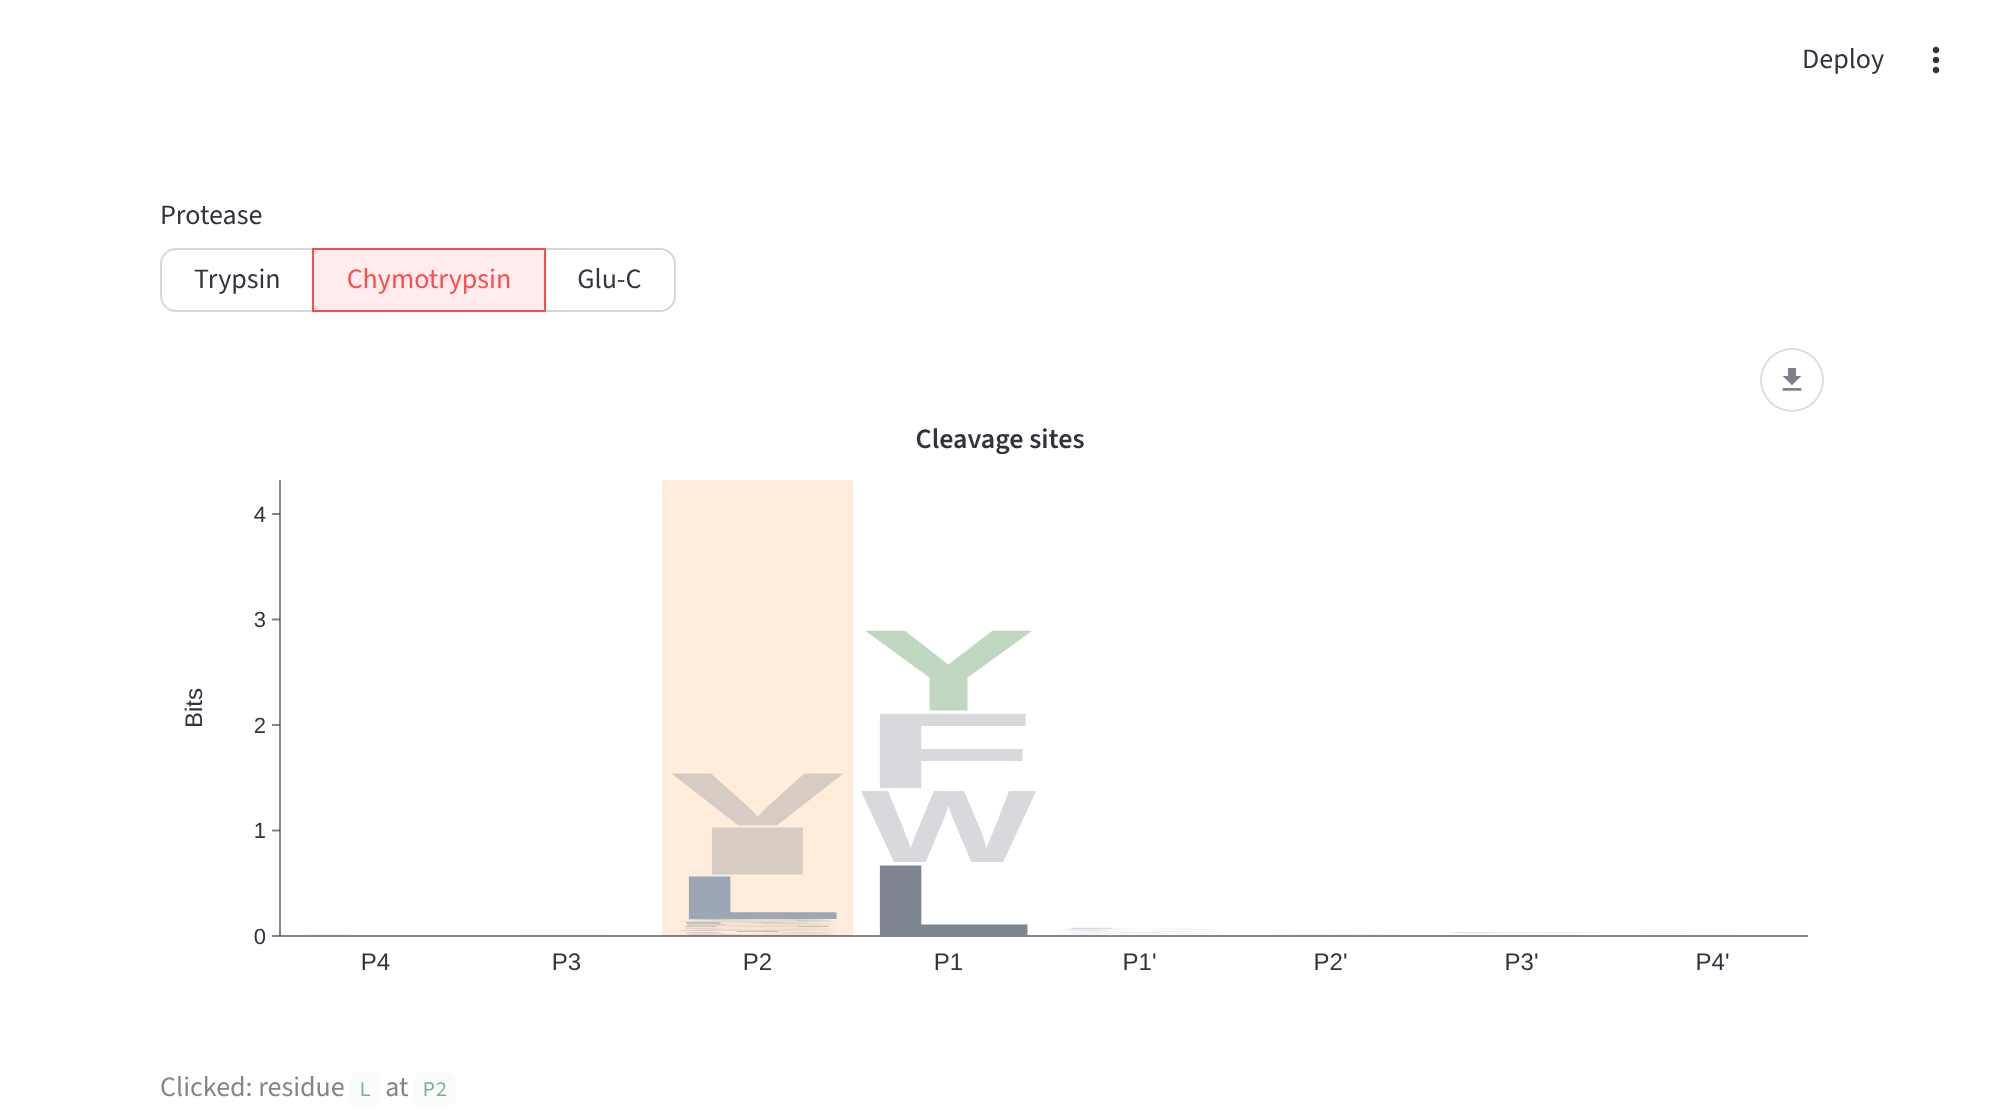 Deploy
Protease
Trypsin Chymotrypsin Glu-C
Cleavage sites
4
3
2
1
0
Bits
Y
F
W
L
V
I
L
P4 P3 P2 P1 P1' P2' P3' P4'
Clicked: residue L at P2